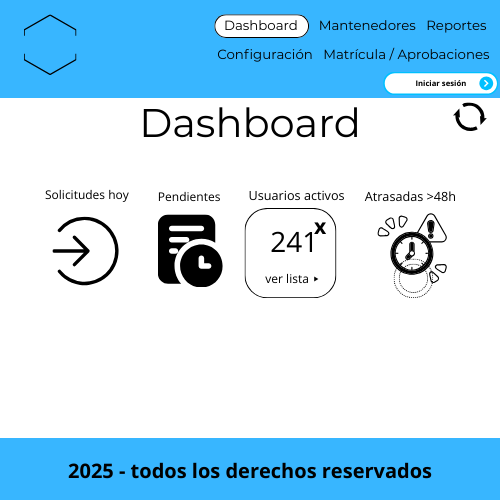 Dashboard Mantenedores Reportes
Configuración Matrícula / Aprobaciones
Iniciar sesión
Dashboard
Solicitudes hoy Pendientes Usuarios activos Atrasadas >48h
241 x
ver lista
2025 - todos los derechos reservados